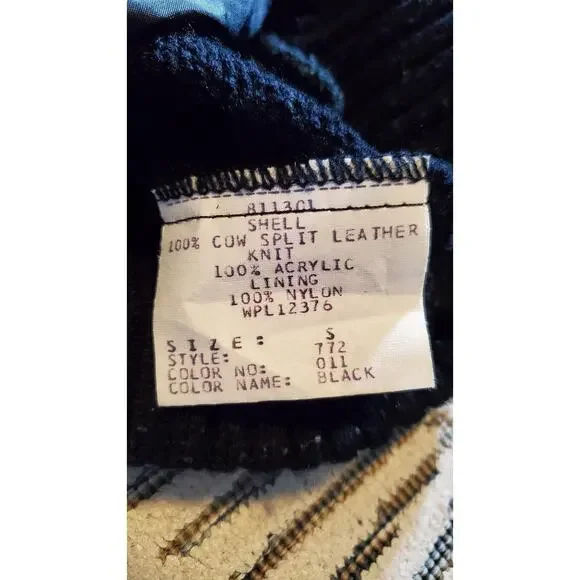 8113CL
SHELL
100% COW SPLIT LEATHER
KNIT
100% ACRYLIC
LINING
100% NYLON
WPL12376
SIZE: S
STYLE: 772
COLOR NO: 011
COLOR NAME: BLACK